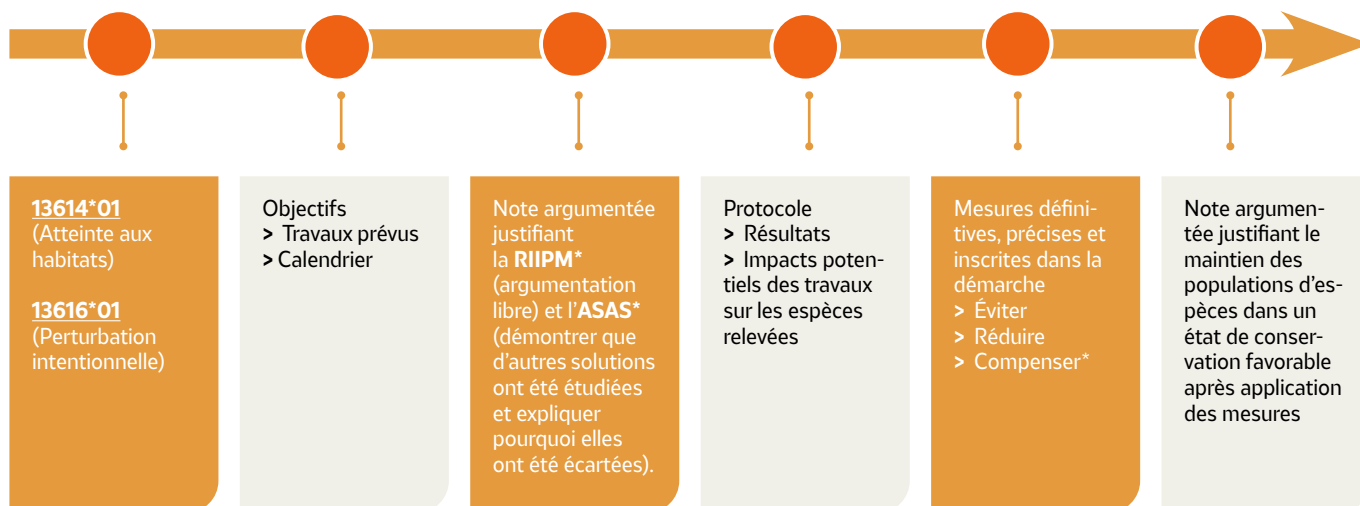 13614*01
(Atteinte aux
habitats)
13616*01
(Perturbation
intentionnelle)
Objectifs
> Travaux prévus
> Calendrier
Note argumentée
justifiant
la RIIPM*
(argumentation
libre) et l'ASAS*
(démontrer que
d'autres solutions
ont été étudiées
et expliquer
pourquoi elles
ont été écartées).
Protocole
> Résultats
> Impacts poten-
tiels des travaux
sur les espèces
relevées
Mesures défini-
tives, précises et
inscrites dans la
démarche
> Éviter
> Réduire
> Compenser*
Note argumen-
tée justifiant le
maintien des
populations d'es-
pèces dans un
état de conser-
vation favorable
après application
des mesures